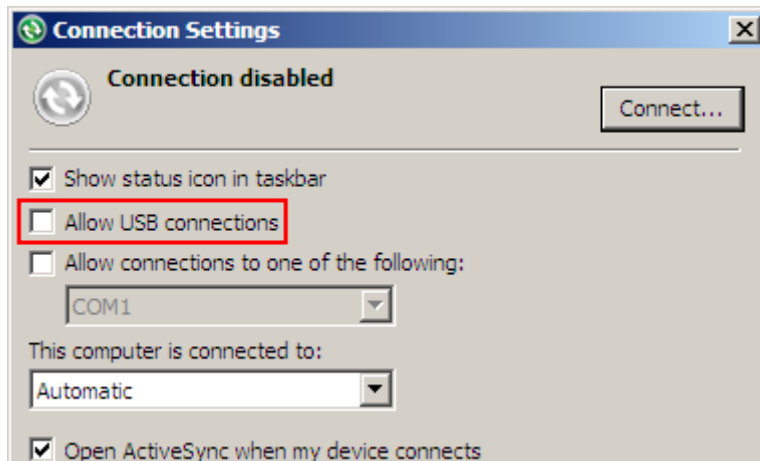 Connection Settings
Connection disabled
Connect...
Show status icon in taskbar
Allow USB connections
Allow connections to one of the following:
COM1
This computer is connected to:
Automatic
Open ActiveSync when my device connects